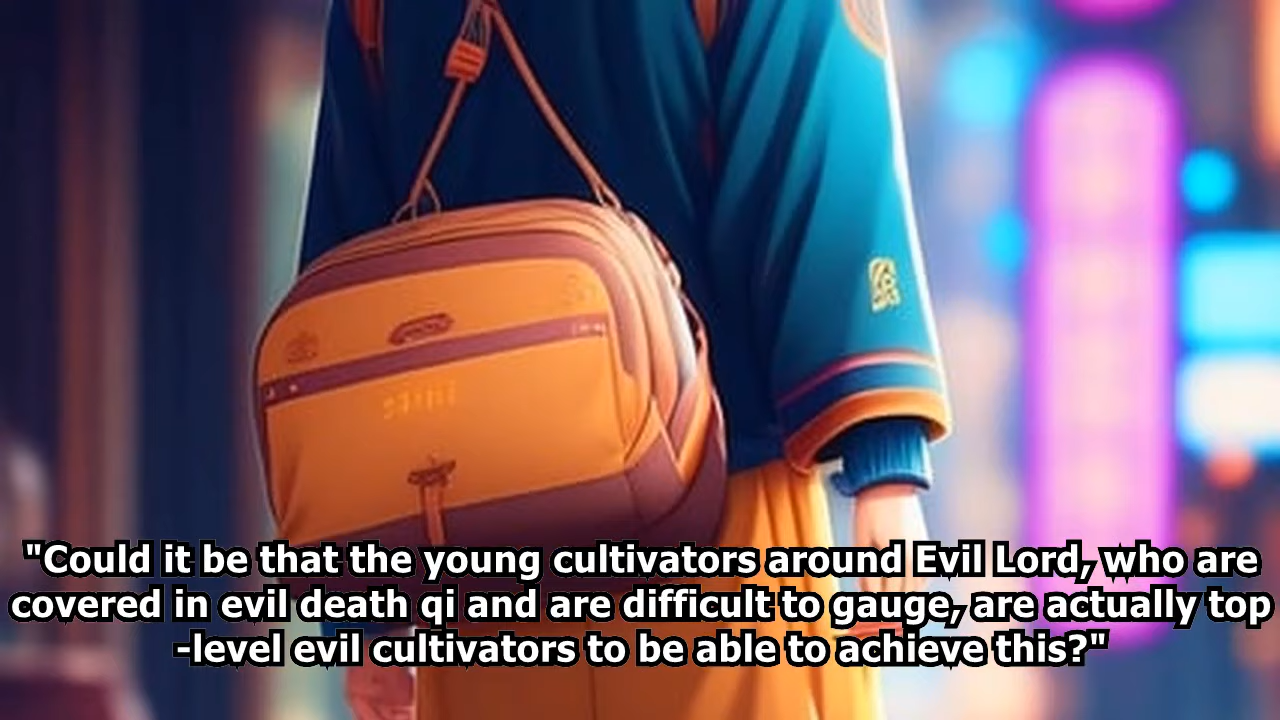 "Could it be that the young cultivators around Evil Lord, who are
covered in evil death qi and are difficult to gauge, are actually top
-level evil cultivators to be able to achieve this?"